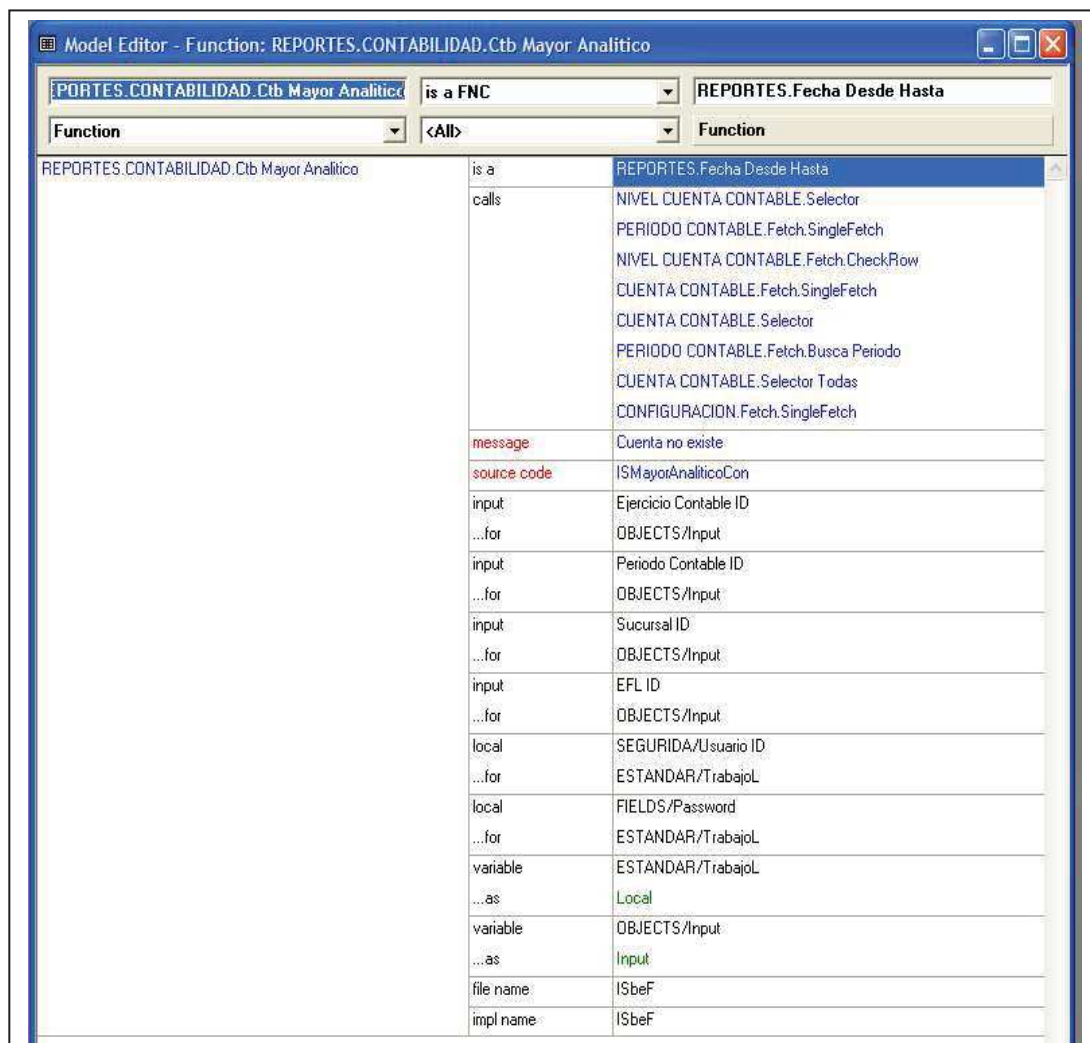 Model Editor - Function: REPORTES.CONTABILIDAD.Ctb Mayor Analitico
EPORTES.CONTABILIDAD.Ctb Mayor Analitico is a FNC REPORTES.Fecha Desde Hasta
Function <All> Function
REPORTES.CONTABILIDAD.Ctb Mayor Analitico is a REPORTES.Fecha Desde Hasta
calls NIVEL CUENTA CONTABLE.Selector
PERIODO CONTABLE.Fetch.SingleFetch
NIVEL CUENTA CONTABLE.Fetch.CheckRow
CUENTA CONTABLE.Fetch.SingleFetch
CUENTA CONTABLE.Selector
PERIODO CONTABLE.Fetch.Busca Periodo
CUENTA CONTABLE.Selector Todas
CONFIGURACION.Fetch.SingleFetch
message Cuenta no existe
source code ISMayorAnaliticoCon
input Ejercicio Contable ID
...for OBJECTS/Input
input Periodo Contable ID
...for OBJECTS/Input
input Sucursal ID
...for OBJECTS/Input
input EFL ID
...for OBJECTS/Input
local SEGURIDA/Usuario ID
...for ESTANDAR/TrabajoL
local FIELDS/Password
...for ESTANDAR/TrabajoL
variable ESTANDAR/TrabajoL
...as Local
variable OBJECTS/Input
...as Input
file name ISbeF
impl name ISbeF